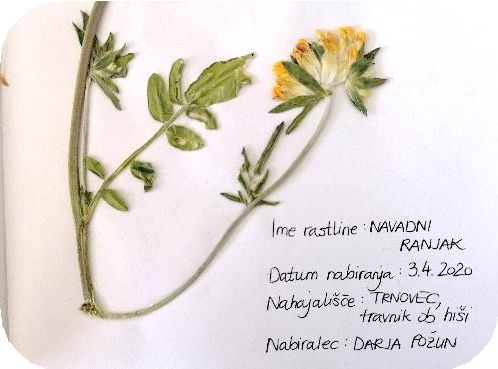 Ime rastline : NAVADNI
RANJAK
Datum nabiranja : 3.4. 2020
Nahajališče : TRNOVEC,
travnik ob hiši
Nabiralec : DARJA POŽUN